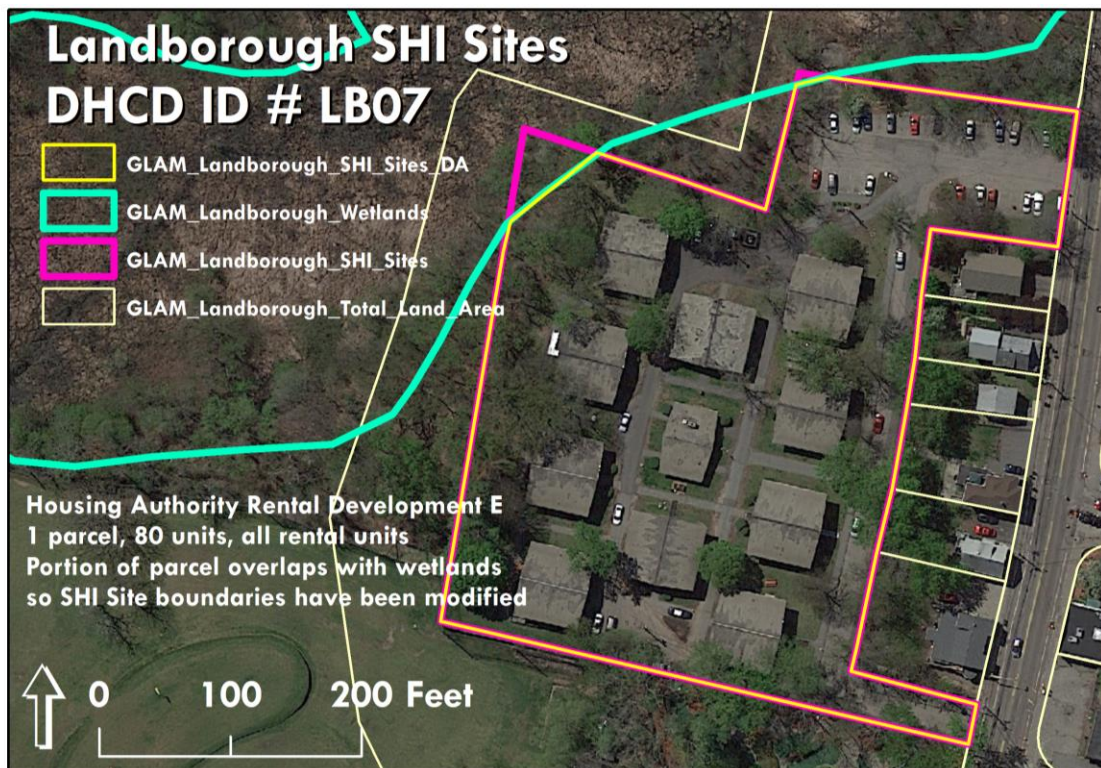 Landborough SHI Sites
DHCD ID # LB07
GLAM_Landborough_SHI_Sites_DA
GLAM_Landborough_Wetlands
GLAM_Landborough_SHI_Sites
GLAM_Landborough_Total_Land_Area
Housing Authority Rental Development E
1 parcel, 80 units, all rental units
Portion of parcel overlaps with wetlands
so SHI Site boundaries have been modified
0 100 200 Feet